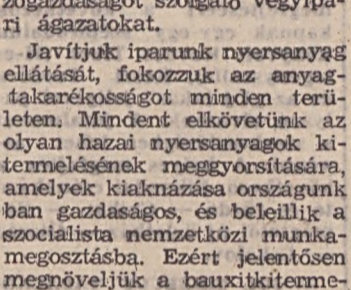 zőgazdaságot szolgáló vegyipa-
ri ágazatokat.
Javítjuk iparunk nyersanyag
ellátását, fokozzuk az anyag-
takarékosságot minden terü-
leten. Mindent elkövetünk az
olyan hazai nyersanyagok ki-
termelésének meggyorsítására,
amelyek kiaknázása országunk
ban gazdaságos, és beleillik a
szocialista nemzetközi munka-
megosztásba. Ezért jelentősen
megnöveljük a bauxitkiterme-